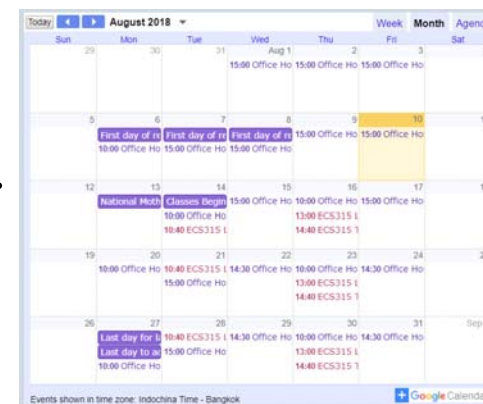 Today August 2018 Week Month Agend
Sun Mon Tue Wed Thu Fri Sat
29 30 31 Aug 1 2 3
15:00 Office Ho 15:00 Office Ho 15:00 Office Ho
5 6 7 8 9 10
First day of re First day of re First day of re 15:00 Office Ho 15:00 Office Ho
10:00 Office Ho 15:00 Office Ho 15:00 Office Ho
12 13 14 15 16 17
National Moth Classes Begin 15:00 Office Ho 10:00 Office Ho 15:00 Office Ho
10:00 Office Ho 13:00 ECS315 L
10:40 ECS315 L 14:40 ECS315 T
19 20 21 22 23 24
10:00 Office Ho 10:40 ECS315 L 14:30 Office Ho 10:00 Office Ho 14:30 Office Ho
15:00 Office Ho 13:00 ECS315 L
14:40 ECS315 T
26 27 28 29 30 31 Sep
Last day for 10:40 ECS315 L 14:30 Office Ho 10:00 Office Ho 14:30 Office Ho
Last day to ac 15:00 Office Ho 13:00 ECS315 L
10:00 Office Ho 14:40 ECS315 T
Events shown in time zone: Indochina Time - Bangkok
Google Calenda